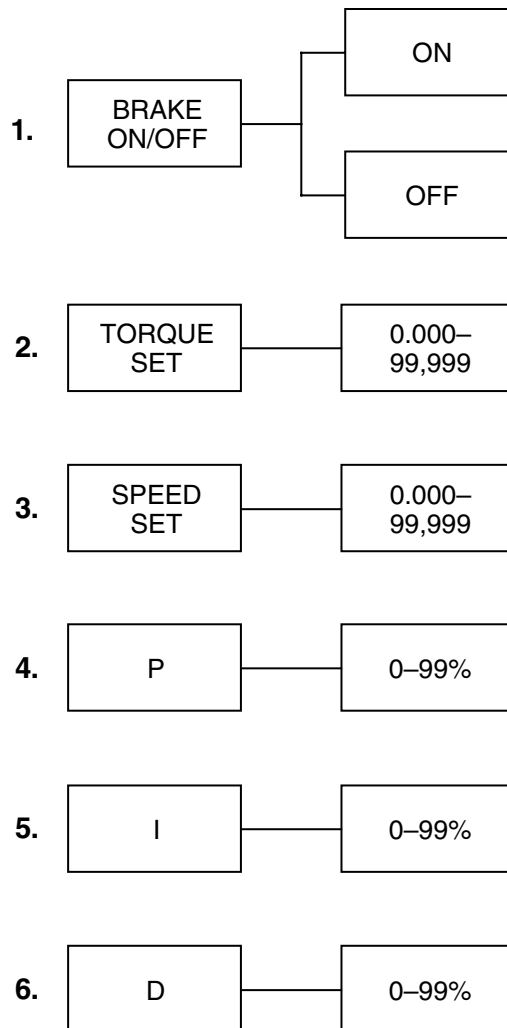 ON
1.
BRAKE
ON/OFF
OFF
2.
TORQUE
SET
0.000–
99,999
3.
SPEED
SET
0.000–
99,999
4.
P
0–99%
5.
I
0–99%
6.
D
0–99%